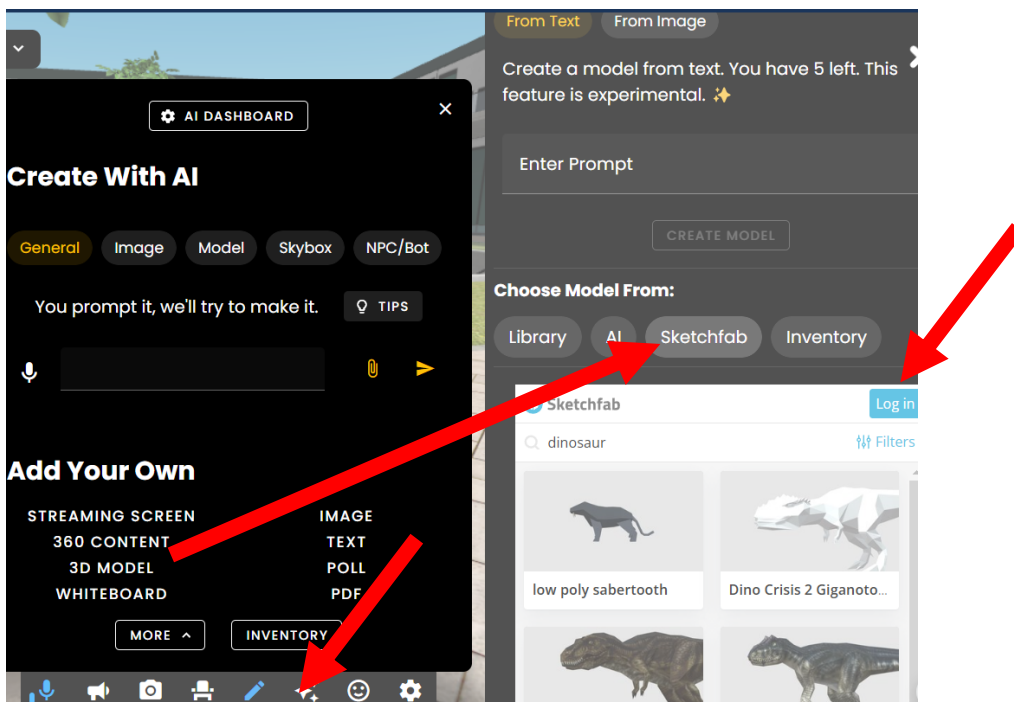 AI DASHBOARD
Create With AI
General Image Model Skybox NPC/Bot
You prompt it, we'll try to make it. TIPS
Add Your Own
STREAMING SCREEN IMAGE
360 CONTENT TEXT
3D MODEL POLL
WHITEBOARD PDF
MORE INVENTORY
From Text From Image
Create a model from text. You have 5 left. This
feature is experimental. ✨
Enter Prompt
CREATE MODEL
Choose Model From:
Library AI Sketchfab Inventory
Sketchfab Log in
dinosaur Filters
low poly sabertooth Dino Crisis 2 Giganoto...